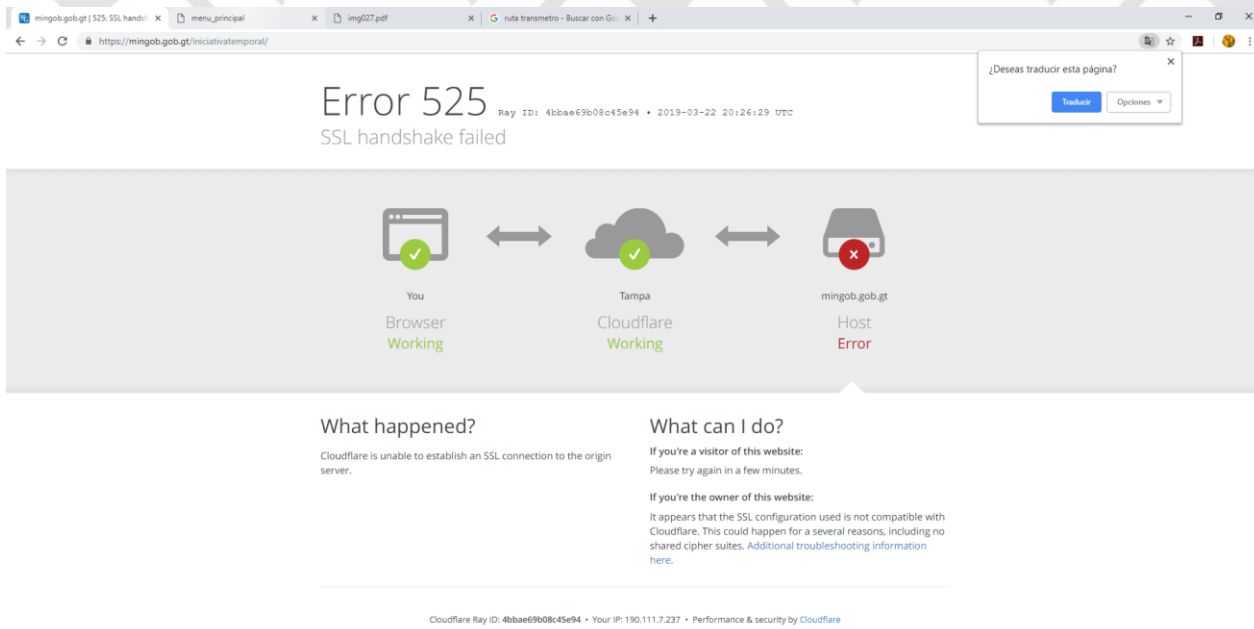 mingob.gob.gt | 525: SSL handsh
menu_principal
img027.pdf
ruta transmetro - Buscar con Goo
https://mingob.gob.gt/iniciativatemporal/
¿Deseas traducir esta página?
Traducir
Opciones
Error 525 Ray ID: 4bbae69b08c45e94 • 2019-03-22 20:26:29 UTC
SSL handshake failed
You
Tampa
mingob.gob.gt
Browser
Cloudflare
Host
Working
Working
Error
What happened?
Cloudflare is unable to establish an SSL connection to the origin
server.
What can I do?
If you're a visitor of this website:
Please try again in a few minutes.
If you're the owner of this website:
It appears that the SSL configuration used is not compatible with
Cloudflare. This could happen for a several reasons, including no
shared cipher suites. Additional troubleshooting information
here.
Cloudflare Ray ID: 4bbae69b08c45e94 • Your IP: 190.111.7.237 • Performance & security by Cloudflare